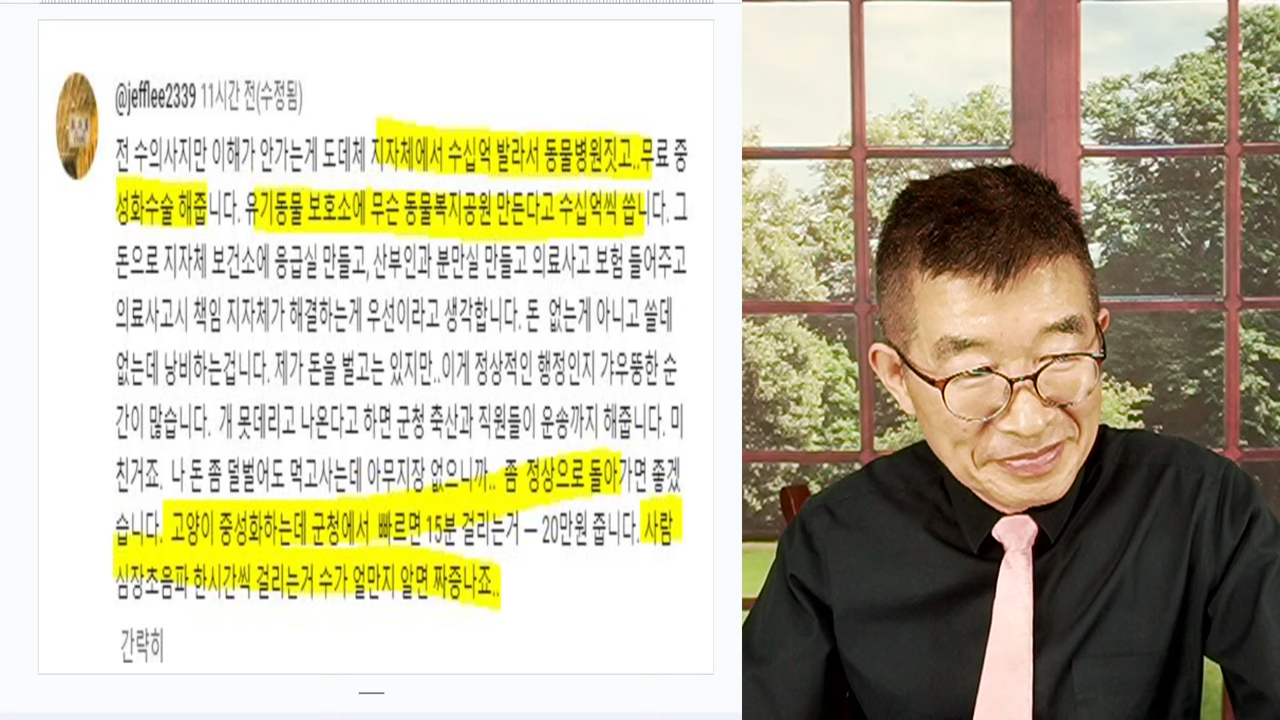 @jefflee2339 11시간 전(수정됨)
전 수의사지만 이해가 안가는게 도데체 지자체에서 수십억 발라서 동물병원짓고..무료 중
성화수술 해줍니다. 유기동물 보호소에 무슨 동물복지공원 만든다고 수십억씩 씁니다. 그
돈으로 지자체 보건소에 응급실 만들고, 산부인과 분만실 만들고 의료사고 보험 들어주고
의료사고시 책임 지자체가 해결하는게 우선이라고 생각합니다. 돈 없는게 아니고 쓸데
없는데 낭비하는겁니다. 제가 돈을 벌고는 있지만..이게 정상적인 행정인지 갸우뚱한 순
간이 많습니다. 개 못데리고 나온다고 하면 군청 축산과 직원들이 운송까지 해줍니다. 미
친거죠. 나 돈 좀 덜벌어도 먹고사는데 아무지장 없으니까.. 좀 정상으로 돌아가면 좋겠
습니다. 고양이 중성화하는데 군청에서 빠르면 15분 걸리는거 – 20만원 줍니다. 사람
심장초음파 한시간씩 걸리는거 수가 얼만지 알면 짜증나죠..
간략히